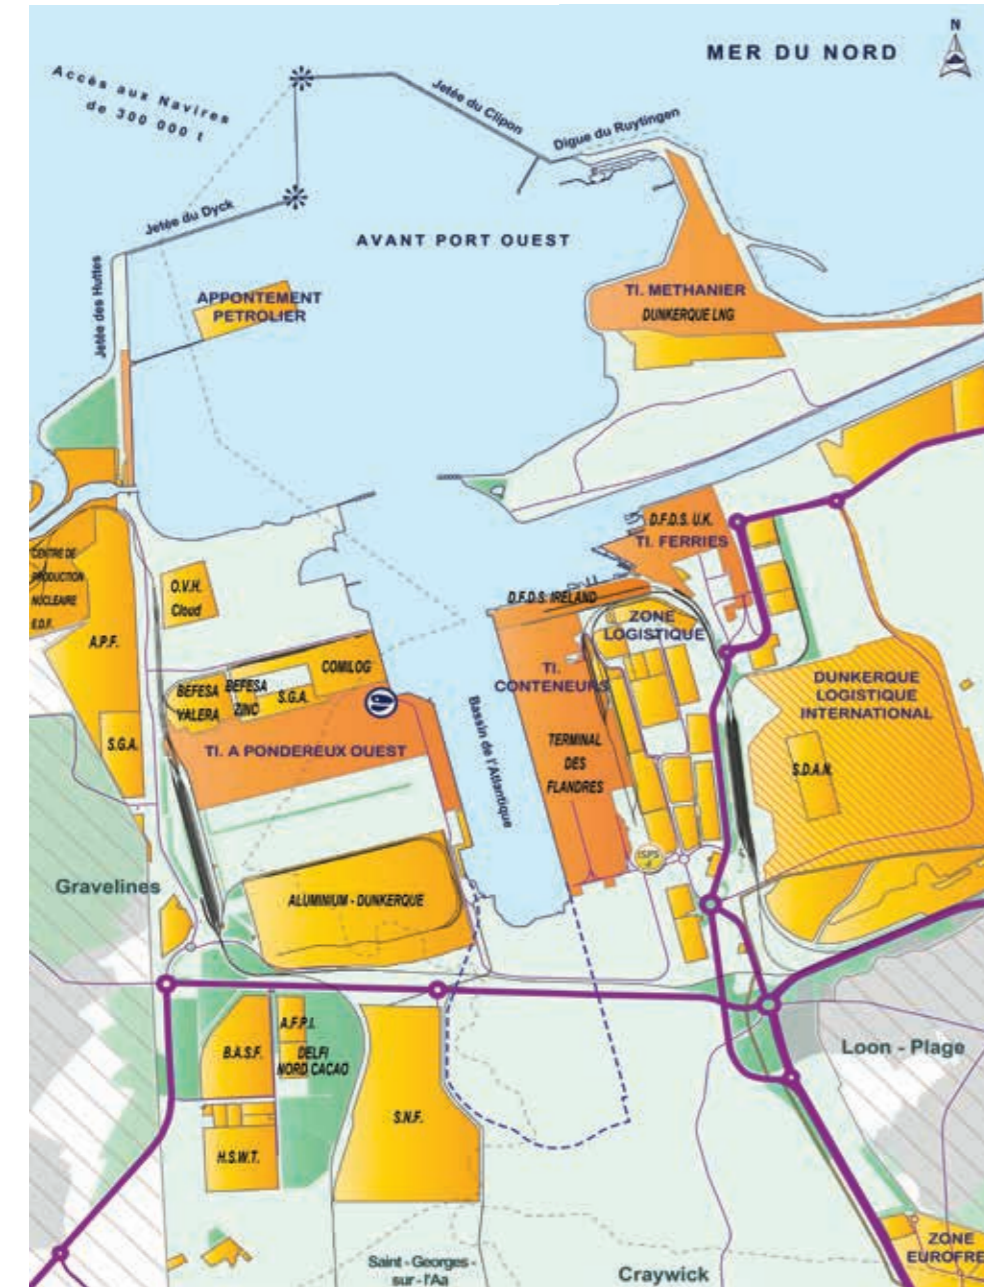 N
MER DU NORD
Accès aux Navires
de 300 000 t
Jetée du Clipon
Digue du Ruytingen
Jetée du Dyck
AVANT PORT OUEST
Jetée des Huttes
APPONTEMENT
PETROLIER
TI. METHANIER
DUNKERQUE LNG
D.F.D.S. U.K.
TI. FERRIES
CENTRE DE
PRODUCTION
NUCLÉAIRE
E.D.F.
O.V.H.
Cloud
D.F.D.S. IRELAND
ZONE
LOGISTIQUE
A.P.F.
COMILOG
BEFESA
VALERA
BEFESA
ZINC
S.G.A.
TI.
CONTENEURS
DUNKERQUE
LOGISTIQUE
INTERNATIONAL
S.G.A.
TI. A PONDEREUX OUEST
Bassin de l'Atlantique
TERMINAL
DES
FLANDRES
S.D.A.N.
ISPS
Gravelines
ALUMINIUM - DUNKERQUE
A.F.P.I.
B.A.S.F.
DELFI
NORD CACAO
Loon - Plage
S.N.F.
H.S.W.T.
ZONE
EUROFRE
Saint - Georges -
sur - l'Aa
Craywick